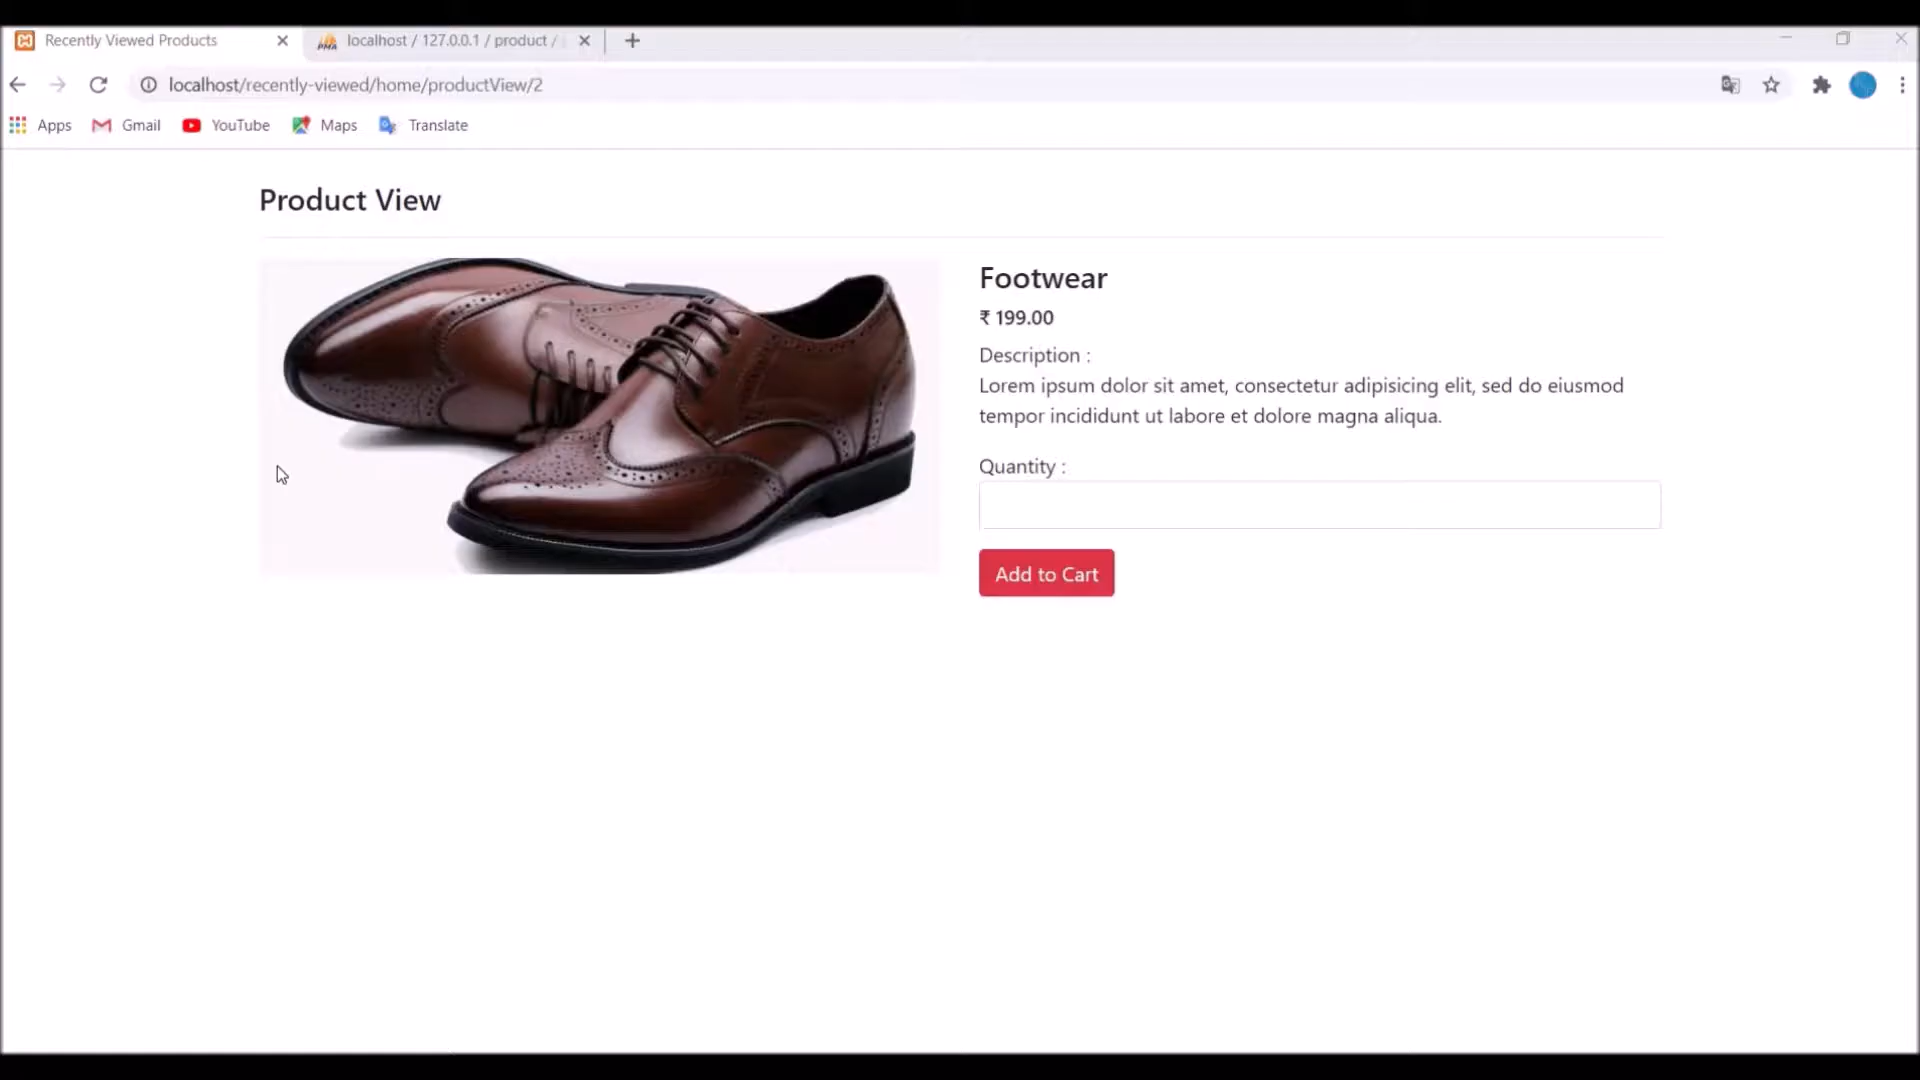 Recently Viewed Products
localhost / 127.0.0.1 / product /
localhost/recently-viewed/home/productView/2
Apps
Gmail
YouTube
Maps
Translate
Product View
Footwear
₹ 199.00
Description :
Lorem ipsum dolor sit amet, consectetur adipisicing elit, sed do eiusmod
tempor incididunt ut labore et dolore magna aliqua.
Quantity :
Add to Cart